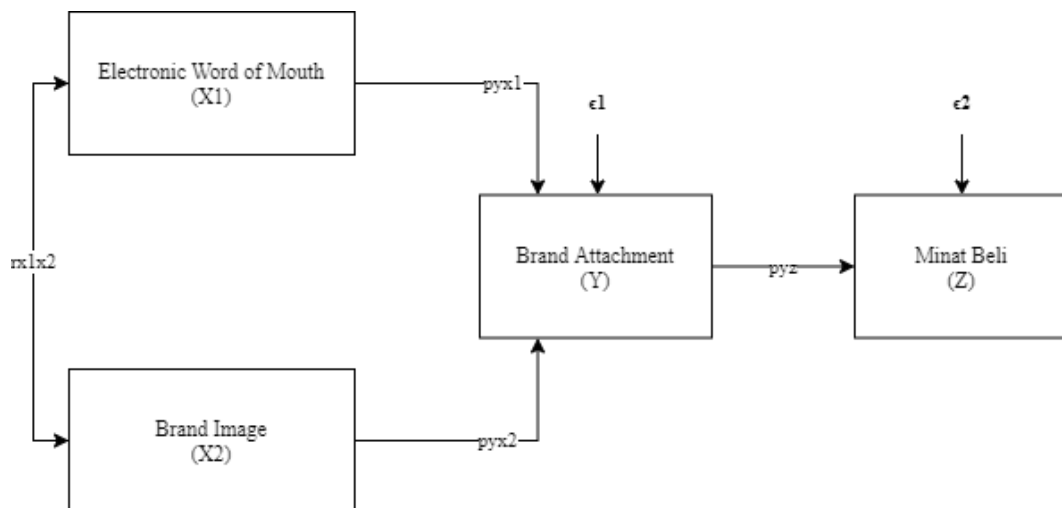 Electronic Word of Mouth
(X1)
pyx1
ϵ1
ϵ2
rx1x2
Brand Attachment
(Y)
pyz
Minat Beli
(Z)
Brand Image
(X2)
pyx2